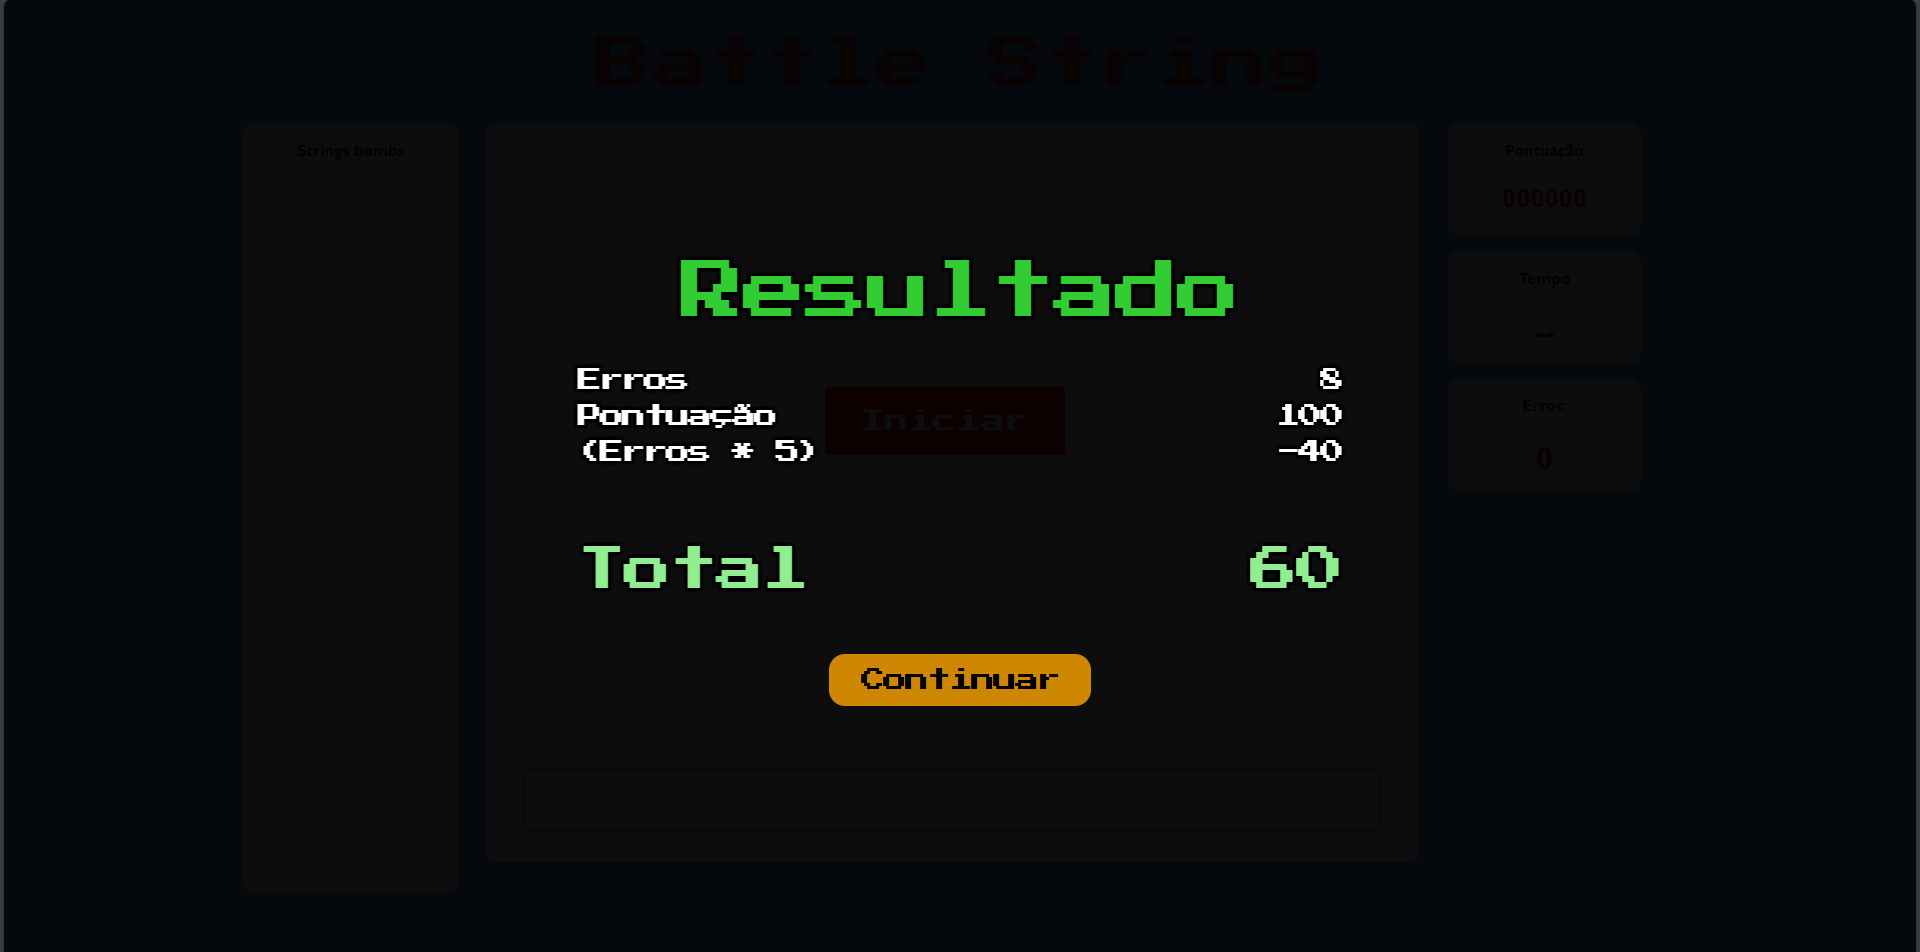 Battle String
Strings bombs
Pontuação
000000
Tempo
--
Erros:
0
Resultado
Erros 8
Pontuação 100
(Erros * 5) -40
Iniciar
Total 60
Continuar